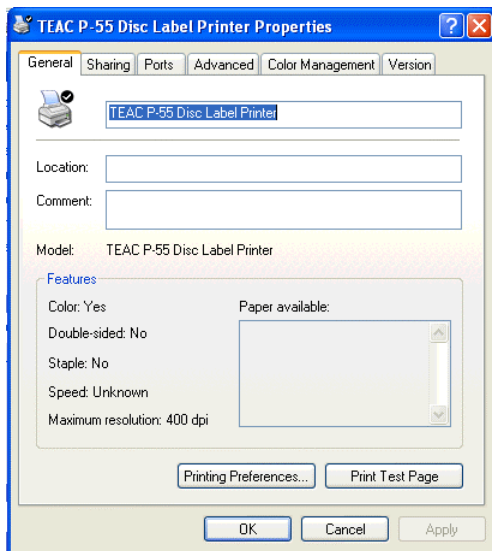 TEAC P-55 Disc Label Printer Properties
General Sharing Ports Advanced Color Management Version
TEAC P-55 Disc Label Printer
Location:
Comment:
Model: TEAC P-55 Disc Label Printer
Features
Color: Yes Paper available:
Double-sided: No
Staple: No
Speed: Unknown
Maximum resolution: 400 dpi
Printing Preferences... Print Test Page
OK Cancel Apply